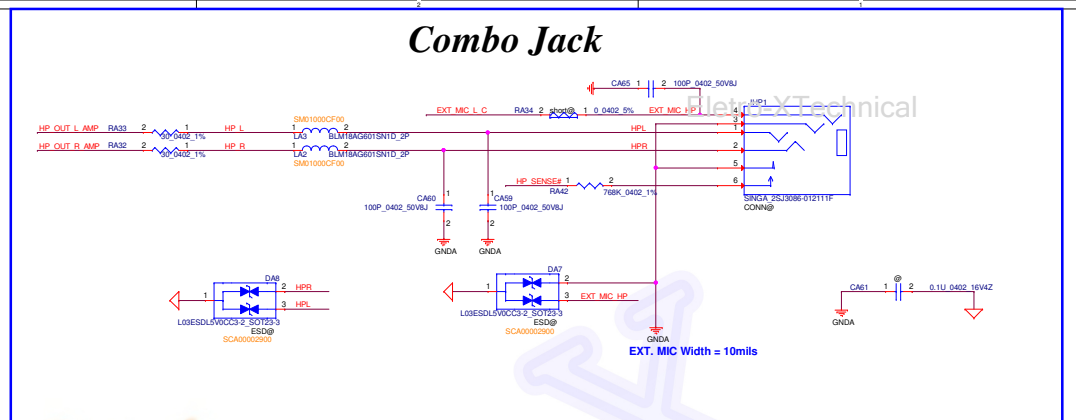 2
1
Combo Jack
CA65 1 2 100P_0402_50V8J
EXT_MIC_L_C RA34 2 short@ 1 0_0402_5% EXT_MIC_HP
Eletro-XTechnical
4
3
1
2
5
6
HP_OUT_L_AMP RA33 2 1 HP_L
30_0402_1%
SM01000CF00
1 2
LA3 BLM18AG601SN1D_2P
HPL
HP_OUT_R_AMP RA32 2 1 HP_R
30_0402_1%
1 2
LA2 BLM18AG601SN1D_2P
SM01000CF00
HPR
HP_SENSE# 1 2
RA42 768K_0402_1%
SINGA_2SJ3086-012111F
CONN@
CA60 1
100P_0402_50V8J
2
GNDA
1 CA59
100P_0402_50V8J
2
GNDA
DA8
1
2 HPR
3 HPL
L03ESDL5V0CC3-2_SOT23-3
ESD@
SCA00002900
DA7
1
2
3 EXT_MIC_HP
L03ESDL5V0CC3-2_SOT23-3
ESD@
SCA00002900
GNDA
EXT. MIC Width = 10mils
@
CA61 1 2 0.1U_0402_16V4Z
GNDA